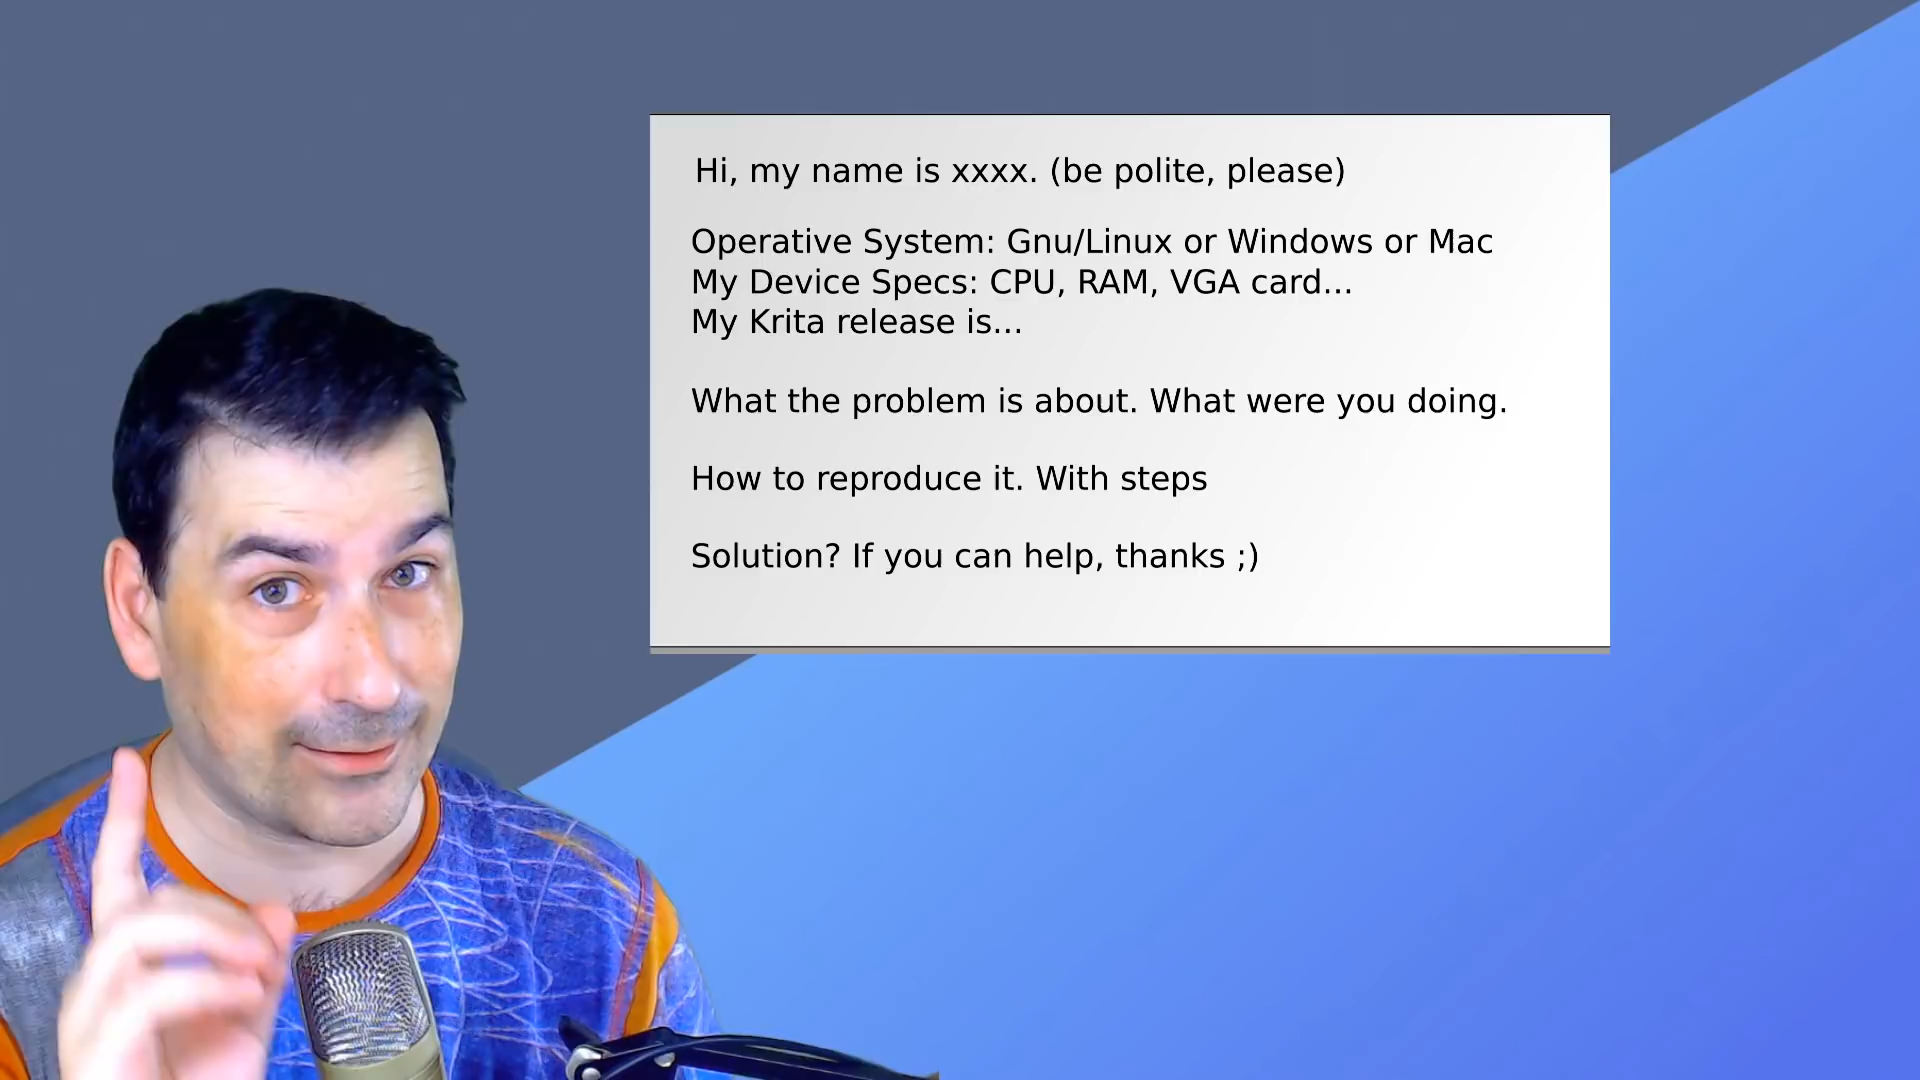 Hi, my name is xxxx. (be polite, please)
Operative System: Gnu/Linux or Windows or Mac
My Device Specs: CPU, RAM, VGA card...
My Krita release is...
What the problem is about. What were you doing.
How to reproduce it. With steps
Solution? If you can help, thanks ;)